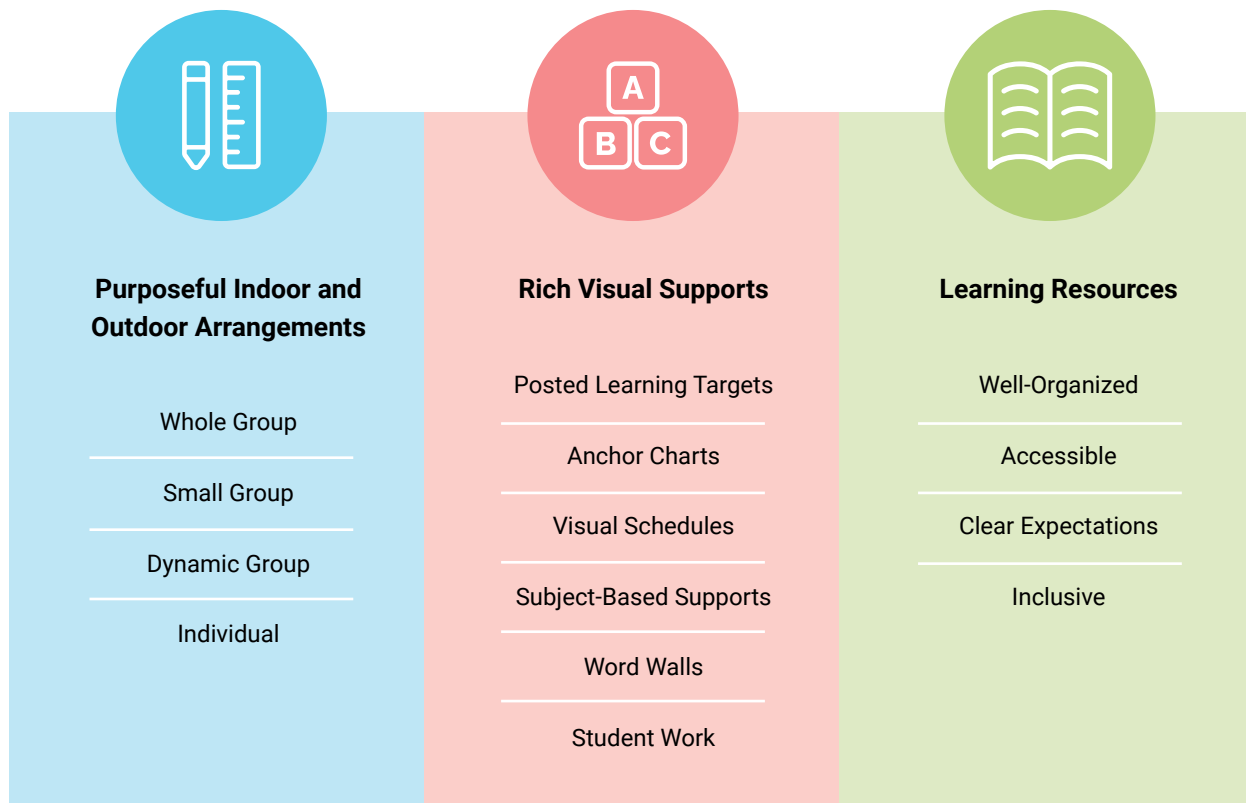 A
B
C
Purposeful Indoor and
Outdoor Arrangements
Whole Group
Small Group
Dynamic Group
Individual
Rich Visual Supports
Posted Learning Targets
Anchor Charts
Visual Schedules
Subject-Based Supports
Word Walls
Student Work
Learning Resources
Well-Organized
Accessible
Clear Expectations
Inclusive